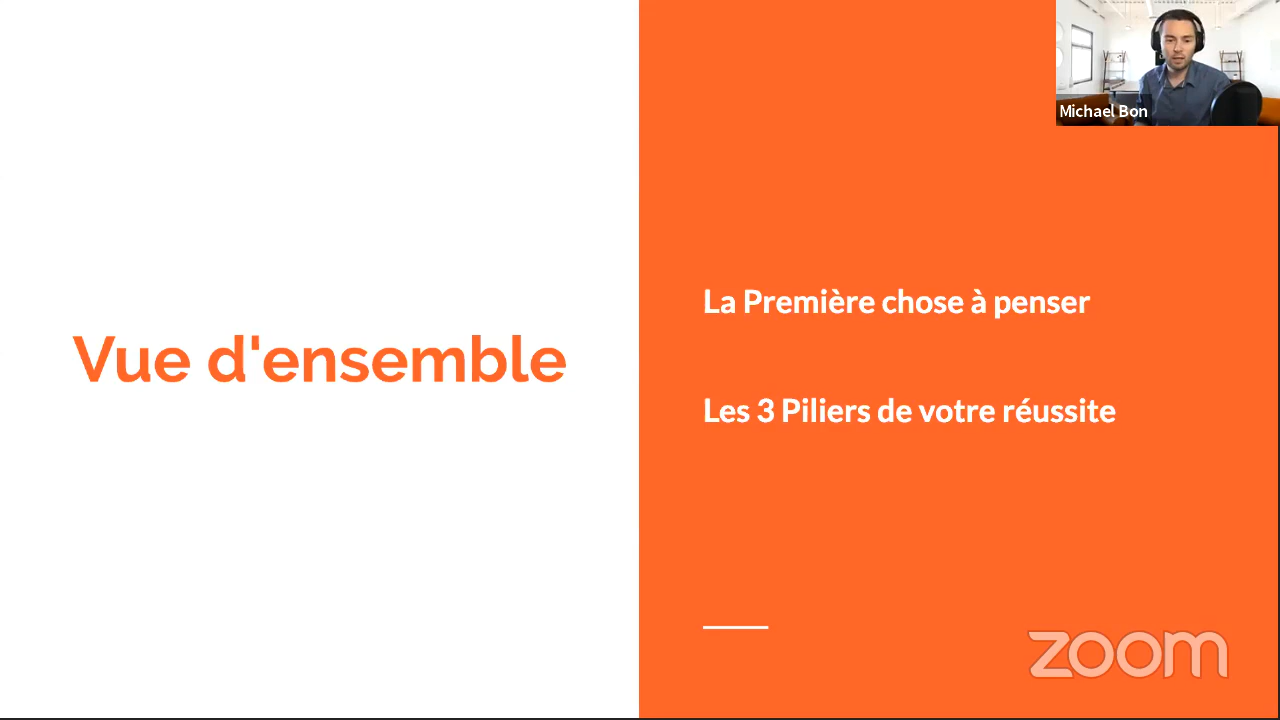 Michael Bon
Vue d'ensemble
La Première chose à penser
Les 3 Piliers de votre réussite
zoom